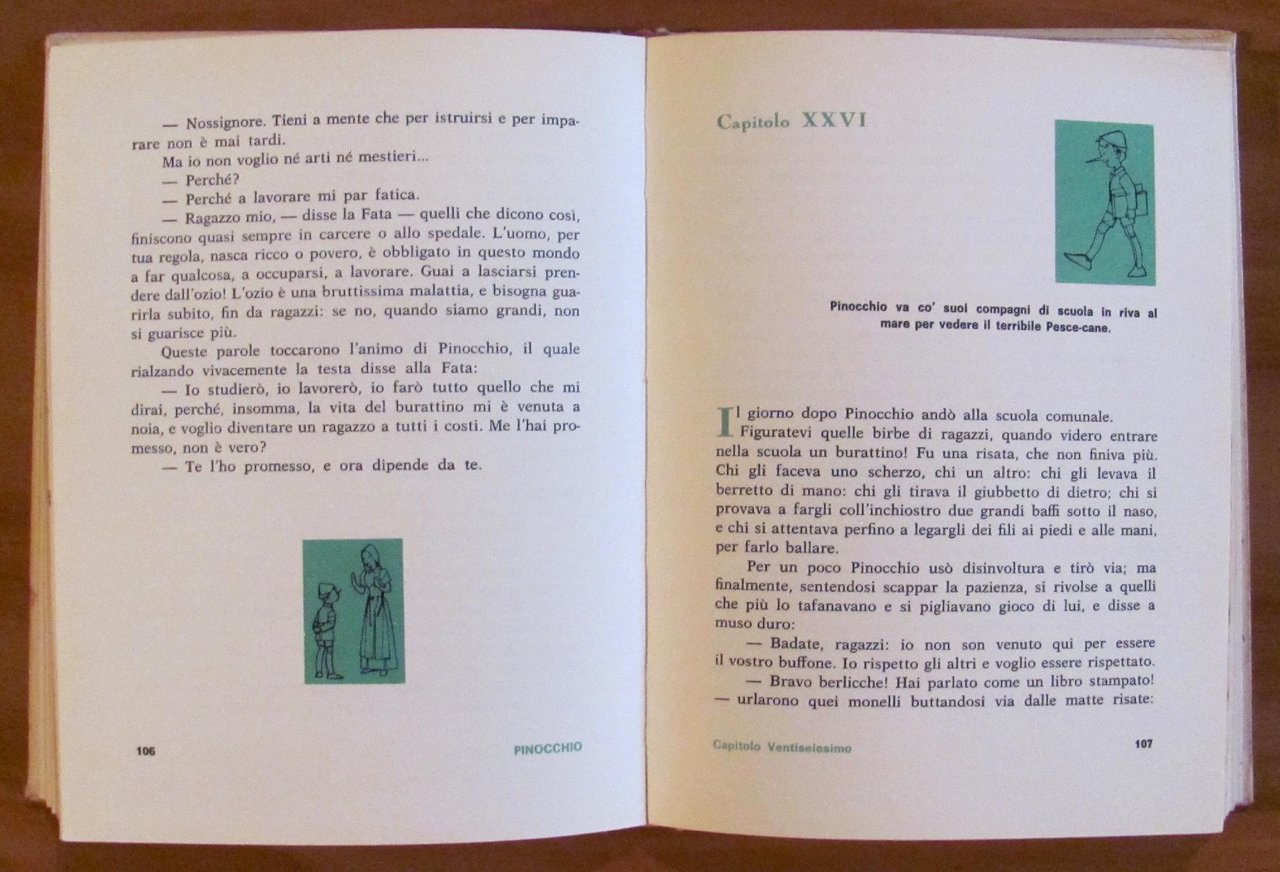 — Nossignore. Tieni a mente che per istruirsi e per impa-
rare non è mai tardi.
Ma io non voglio né arti né mestieri...
— Perché?
— Perché a lavorare mi par fatica.
— Ragazzo mio, — disse la Fata — quelli che dicono così,
finiscono quasi sempre in carcere o allo spedale. L'uomo, per
tua regola, nasca ricco o povero, è obbligato in questo mondo
a far qualcosa, a occuparsi, a lavorare. Guai a lasciarsi pren-
dere dall'ozio! L'ozio è una bruttissima malattia, e bisogna gua-
rirla subito, fin da ragazzi: se no, quando siamo grandi, non
si guarisce più.
Queste parole toccarono l'animo di Pinocchio, il quale
rialzando vivacemente la testa disse alla Fata:
— Io studierò, io lavorerò, io farò tutto quello che mi
dirai, perché, insomma, la vita del burattino mi è venuta a
noia, e voglio diventare un ragazzo a tutti i costi. Me l'hai pro-
messo, non è vero?
— Te l'ho promesso, e ora dipende da te.
106
PINOCCHIO
Capitolo XXVI
Pinocchio va co' suoi compagni di scuola in riva al
mare per vedere il terribile Pesce-cane.
Il giorno dopo Pinocchio andò alla scuola comunale.
Figuratevi quelle birbe di ragazzi, quando videro entrare
nella scuola un burattino! Fu una risata, che non finiva più.
Chi gli faceva uno scherzo, chi un altro: chi gli levava il
berretto di mano: chi gli tirava il giubbetto di dietro; chi si
provava a fargli coll'inchiostro due grandi baffi sotto il naso,
e chi si attentava perfino a legargli dei fili ai piedi e alle mani,
per farlo ballare.
Per un poco Pinocchio usò disinvoltura e tirò via; ma
finalmente, sentendosi scappar la pazienza, si rivolse a quelli
che più lo tafanavano e si pigliavano gioco di lui, e disse a
muso duro:
— Badate, ragazzi: io non son venuto qui per essere
il vostro buffone. Io rispetto gli altri e voglio essere rispettato.
— Bravo berlicche! Hai parlato come un libro stampato!
— urlarono quei monelli buttandosi via dalle matte risate:
Capitolo Ventiseiesimo
107